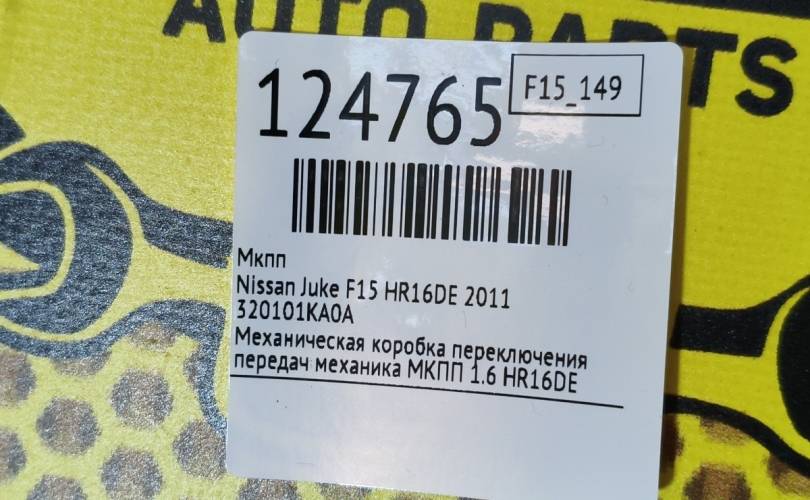 AUTO PARTS
124765
F15_149
Мкпп
Nissan Juke F15 HR16DE 2011
320101KA0A
Механическая коробка переключения
передач механика МКПП 1.6 HR16DE